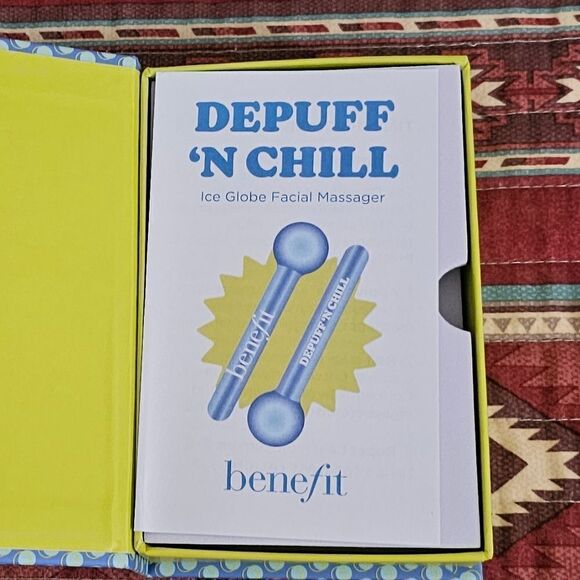 DEPUFF
'N CHILL
Ice Globe Facial Massager
benefit
DEPUFF 'N CHILL
benefit